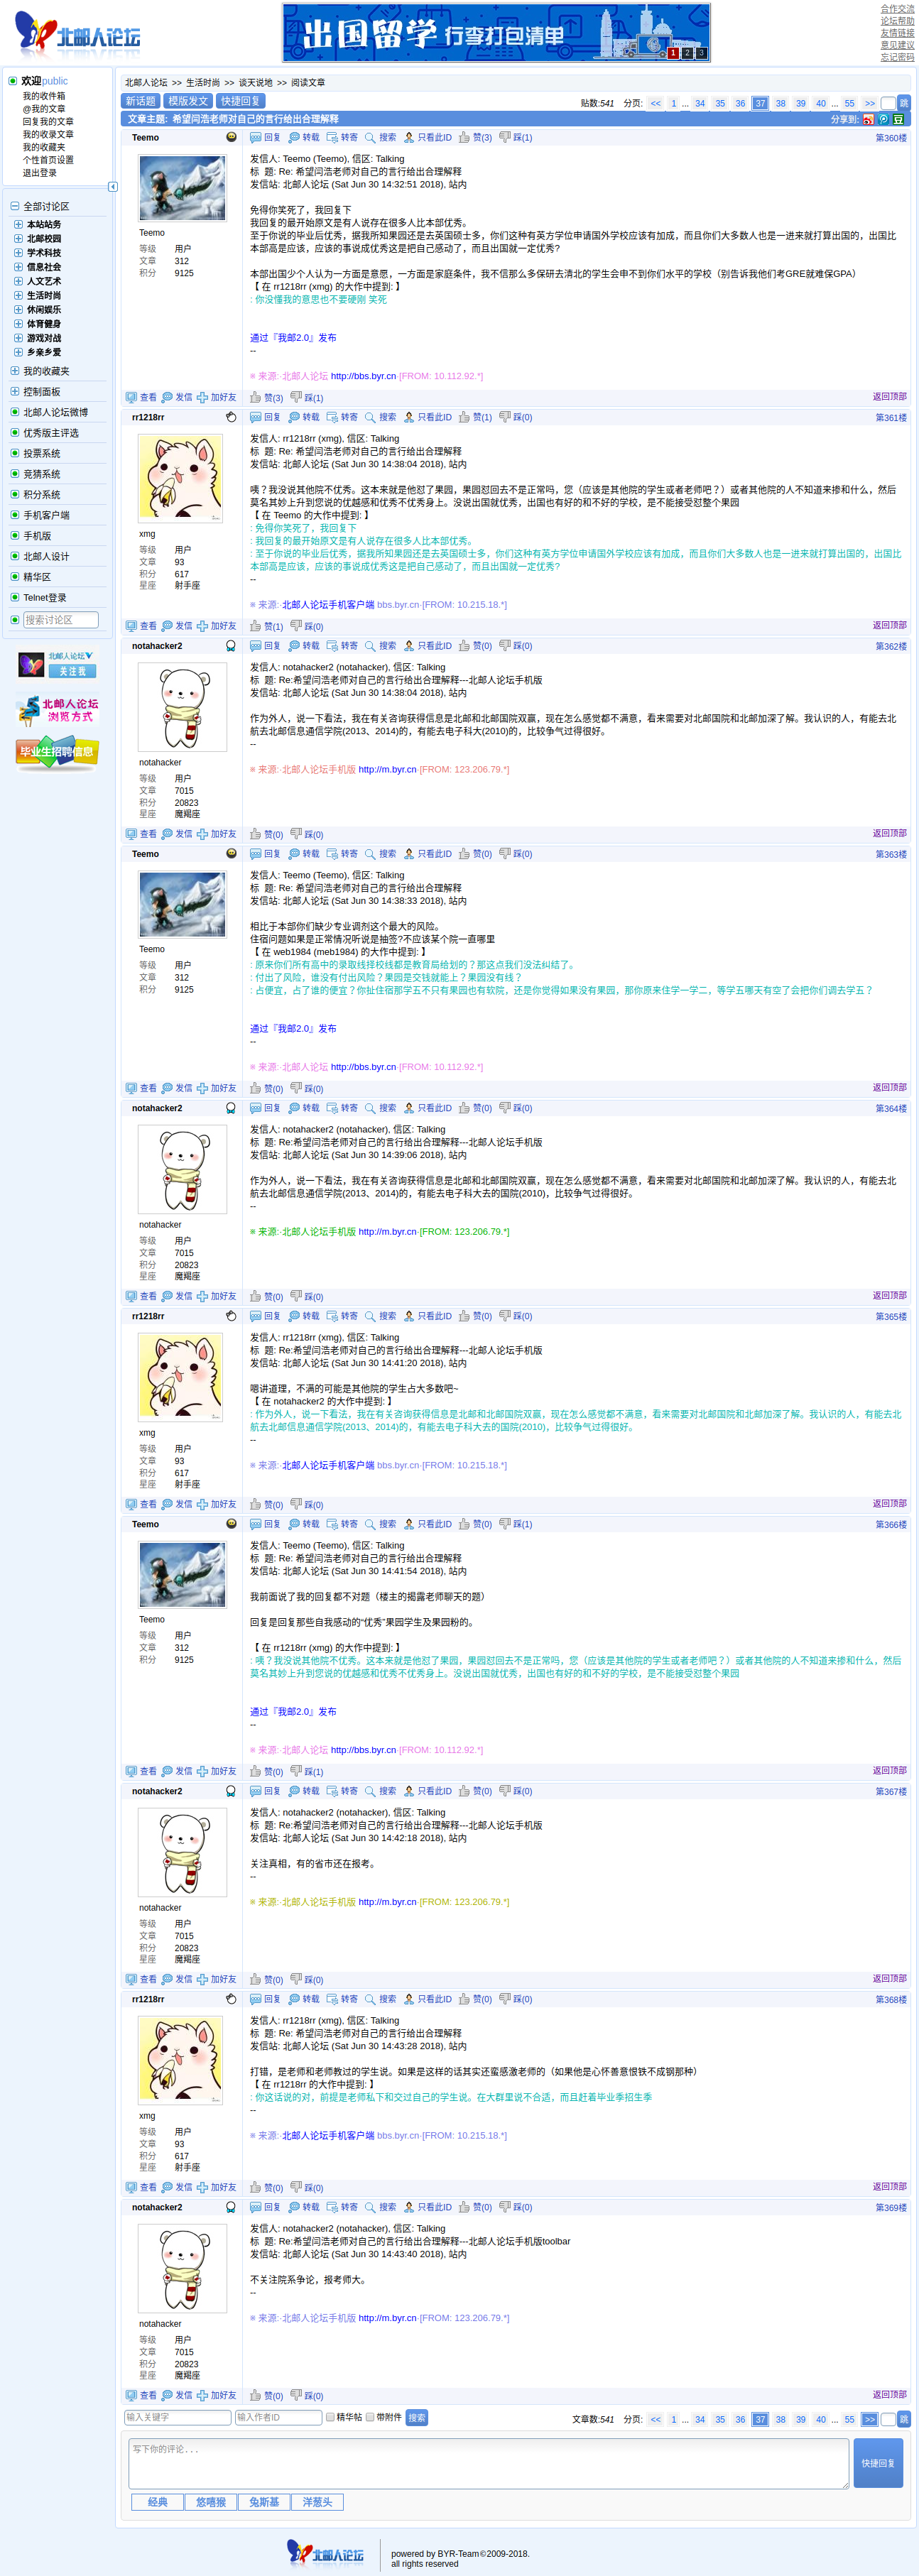 北邮人论坛
出国留学 行李打包清单
1 2 3
合作交流
论坛帮助
友情链接
意见建议
忘记密码
欢迎public
我的收件箱
@我的文章
回复我的文章
我的收录文章
我的收藏夹
个性首页设置
退出登录
全部讨论区
本站站务
北邮校园
学术科技
信息社会
人文艺术
生活时尚
休闲娱乐
体育健身
游戏对战
乡亲乡爱
我的收藏夹
控制面板
北邮人论坛微博
优秀版主评选
投票系统
竞猜系统
积分系统
手机客户端
手机版
北邮人设计
精华区
Telnet登录
搜索讨论区
北邮人论坛
关注我
北邮人论坛
浏览方式
毕业生招聘信息
北邮人论坛 >> 生活时尚 >> 谈天说地 >> 阅读文章
新话题 模版发文 快捷回复
贴数:541 分页: << 1 ... 34 35 36 37 38 39 40 ... 55 >> 跳
文章主题: 希望闫浩老师对自己的言行给出合理解释 分享到:
Teemo
回复 转载 转寄 搜索 只看此ID 赞(3) 踩(1) 第360楼
Teemo
等级 用户
文章 312
积分 9125
发信人: Teemo (Teemo), 信区: Talking
标 题: Re: 希望闫浩老师对自己的言行给出合理解释
发信站: 北邮人论坛 (Sat Jun 30 14:32:51 2018), 站内
免得你笑死了，我回复下
我回复的最开始原文是有人说存在很多人比本部优秀。
至于你说的毕业后优秀，据我所知果园还是去英国硕士多，你们这种有英方学位申请国外学校应该有加成，而且你们大多数人也是一进来就打算出国的，出国比
本部高是应该，应该的事说成优秀这是把自己感动了，而且出国就一定优秀?
本部出国少个人认为一方面是意愿，一方面是家庭条件，我不信那么多保研去清北的学生会申不到你们水平的学校（别告诉我他们考GRE就难保GPA）
【 在 rr1218rr (xmg) 的大作中提到: 】
: 你没懂我的意思也不要硬刚 笑死
通过『我邮2.0』发布
--
※ 来源:·北邮人论坛 http://bbs.byr.cn·[FROM: 10.112.92.*]
查看 发信 加好友 赞(3) 踩(1) 返回顶部
rr1218rr
回复 转载 转寄 搜索 只看此ID 赞(1) 踩(0) 第361楼
xmg
等级 用户
文章 93
积分 617
星座 射手座
发信人: rr1218rr (xmg), 信区: Talking
标 题: Re: 希望闫浩老师对自己的言行给出合理解释
发信站: 北邮人论坛 (Sat Jun 30 14:38:04 2018), 站内
咦？我没说其他院不优秀。这本来就是他怼了果园，果园怼回去不是正常吗，您（应该是其他院的学生或者老师吧？）或者其他院的人不知道来掺和什么，然后
莫名其妙上升到您说的优越感和优秀不优秀身上。没说出国就优秀，出国也有好的和不好的学校，是不能接受怼整个果园
【 在 Teemo 的大作中提到: 】
: 免得你笑死了，我回复下
: 我回复的最开始原文是有人说存在很多人比本部优秀。
: 至于你说的毕业后优秀，据我所知果园还是去英国硕士多，你们这种有英方学位申请国外学校应该有加成，而且你们大多数人也是一进来就打算出国的，出国比
本部高是应该，应该的事说成优秀这是把自己感动了，而且出国就一定优秀?
--
※ 来源:·北邮人论坛手机客户端 bbs.byr.cn·[FROM: 10.215.18.*]
查看 发信 加好友 赞(1) 踩(0) 返回顶部
notahacker2
回复 转载 转寄 搜索 只看此ID 赞(0) 踩(0) 第362楼
notahacker
等级 用户
文章 7015
积分 20823
星座 魔羯座
发信人: notahacker2 (notahacker), 信区: Talking
标 题: Re:希望闫浩老师对自己的言行给出合理解释---北邮人论坛手机版
发信站: 北邮人论坛 (Sat Jun 30 14:38:04 2018), 站内
作为外人，说一下看法，我在有关咨询获得信息是北邮和北邮国院双赢，现在怎么感觉都不满意，看来需要对北邮国院和北邮加深了解。我认识的人，有能去北
航去北邮信息通信学院(2013、2014)的，有能去电子科大(2010)的，比较争气过得很好。
--
※ 来源:·北邮人论坛手机版 http://m.byr.cn·[FROM: 123.206.79.*]
查看 发信 加好友 赞(0) 踩(0) 返回顶部
Teemo
回复 转载 转寄 搜索 只看此ID 赞(0) 踩(0) 第363楼
Teemo
等级 用户
文章 312
积分 9125
发信人: Teemo (Teemo), 信区: Talking
标 题: Re: 希望闫浩老师对自己的言行给出合理解释
发信站: 北邮人论坛 (Sat Jun 30 14:38:33 2018), 站内
相比于本部你们缺少专业调剂这个最大的风险。
住宿问题如果是正常情况听说是抽签?不应该某个院一直哪里
【 在 web1984 (meb1984) 的大作中提到: 】
: 原来你们所有高中的录取线择校线都是教育局给划的？那这点我们没法纠结了。
: 付出了风险，谁没有付出风险？果园是交钱就能上？果园没有线？
: 占便宜，占了谁的便宜？你扯住宿那学五不只有果园也有软院，还是你觉得如果没有果园，那你原来住学一学二，等学五哪天有空了会把你们调去学五？
通过『我邮2.0』发布
--
※ 来源:·北邮人论坛 http://bbs.byr.cn·[FROM: 10.112.92.*]
查看 发信 加好友 赞(0) 踩(0) 返回顶部
notahacker2
回复 转载 转寄 搜索 只看此ID 赞(0) 踩(0) 第364楼
notahacker
等级 用户
文章 7015
积分 20823
星座 魔羯座
发信人: notahacker2 (notahacker), 信区: Talking
标 题: Re:希望闫浩老师对自己的言行给出合理解释---北邮人论坛手机版
发信站: 北邮人论坛 (Sat Jun 30 14:39:06 2018), 站内
作为外人，说一下看法，我在有关咨询获得信息是北邮和北邮国院双赢，现在怎么感觉都不满意，看来需要对北邮国院和北邮加深了解。我认识的人，有能去北
航去北邮信息通信学院(2013、2014)的，有能去电子科大去的国院(2010)，比较争气过得很好。
--
※ 来源:·北邮人论坛手机版 http://m.byr.cn·[FROM: 123.206.79.*]
查看 发信 加好友 赞(0) 踩(0) 返回顶部
rr1218rr
回复 转载 转寄 搜索 只看此ID 赞(0) 踩(0) 第365楼
xmg
等级 用户
文章 93
积分 617
星座 射手座
发信人: rr1218rr (xmg), 信区: Talking
标 题: Re:希望闫浩老师对自己的言行给出合理解释---北邮人论坛手机版
发信站: 北邮人论坛 (Sat Jun 30 14:41:20 2018), 站内
嗯讲道理，不满的可能是其他院的学生占大多数吧~
【 在 notahacker2 的大作中提到: 】
: 作为外人，说一下看法，我在有关咨询获得信息是北邮和北邮国院双赢，现在怎么感觉都不满意，看来需要对北邮国院和北邮加深了解。我认识的人，有能去北
航去北邮信息通信学院(2013、2014)的，有能去电子科大去的国院(2010)，比较争气过得很好。
--
※ 来源:·北邮人论坛手机客户端 bbs.byr.cn·[FROM: 10.215.18.*]
查看 发信 加好友 赞(0) 踩(0) 返回顶部
Teemo
回复 转载 转寄 搜索 只看此ID 赞(0) 踩(1) 第366楼
Teemo
等级 用户
文章 312
积分 9125
发信人: Teemo (Teemo), 信区: Talking
标 题: Re: 希望闫浩老师对自己的言行给出合理解释
发信站: 北邮人论坛 (Sat Jun 30 14:41:54 2018), 站内
我前面说了我的回复都不对题（楼主的揭露老师聊天的题）
回复是回复那些自我感动的“优秀”果园学生及果园粉的。
【 在 rr1218rr (xmg) 的大作中提到: 】
: 咦？我没说其他院不优秀。这本来就是他怼了果园，果园怼回去不是正常吗，您（应该是其他院的学生或者老师吧？）或者其他院的人不知道来掺和什么，然后
莫名其妙上升到您说的优越感和优秀不优秀身上。没说出国就优秀，出国也有好的和不好的学校，是不能接受怼整个果园
通过『我邮2.0』发布
--
※ 来源:·北邮人论坛 http://bbs.byr.cn·[FROM: 10.112.92.*]
查看 发信 加好友 赞(0) 踩(1) 返回顶部
notahacker2
回复 转载 转寄 搜索 只看此ID 赞(0) 踩(0) 第367楼
notahacker
等级 用户
文章 7015
积分 20823
星座 魔羯座
发信人: notahacker2 (notahacker), 信区: Talking
标 题: Re:希望闫浩老师对自己的言行给出合理解释---北邮人论坛手机版
发信站: 北邮人论坛 (Sat Jun 30 14:42:18 2018), 站内
关注真相，有的省市还在报考。
--
※ 来源:·北邮人论坛手机版 http://m.byr.cn·[FROM: 123.206.79.*]
查看 发信 加好友 赞(0) 踩(0) 返回顶部
rr1218rr
回复 转载 转寄 搜索 只看此ID 赞(0) 踩(0) 第368楼
xmg
等级 用户
文章 93
积分 617
星座 射手座
发信人: rr1218rr (xmg), 信区: Talking
标 题: Re: 希望闫浩老师对自己的言行给出合理解释
发信站: 北邮人论坛 (Sat Jun 30 14:43:28 2018), 站内
打错，是老师和老师教过的学生说。如果是这样的话其实还蛮感激老师的（如果他是心怀善意恨铁不成钢那种）
【 在 rr1218rr 的大作中提到: 】
: 你这话说的对，前提是老师私下和交过自己的学生说。在大群里说不合适，而且赶着毕业季招生季
--
※ 来源:·北邮人论坛手机客户端 bbs.byr.cn·[FROM: 10.215.18.*]
查看 发信 加好友 赞(0) 踩(0) 返回顶部
notahacker2
回复 转载 转寄 搜索 只看此ID 赞(0) 踩(0) 第369楼
notahacker
等级 用户
文章 7015
积分 20823
星座 魔羯座
发信人: notahacker2 (notahacker), 信区: Talking
标 题: Re:希望闫浩老师对自己的言行给出合理解释---北邮人论坛手机版toolbar
发信站: 北邮人论坛 (Sat Jun 30 14:43:40 2018), 站内
不关注院系争论，报考师大。
--
※ 来源:·北邮人论坛手机版 http://m.byr.cn·[FROM: 123.206.79.*]
查看 发信 加好友 赞(0) 踩(0) 返回顶部
输入关键字 输入作者ID 精华帖 带附件 搜索
文章数:541 分页: << 1 ... 34 35 36 37 38 39 40 ... 55 >> 跳
写下你的评论...
快捷回复
经典 悠嘻猴 兔斯基 洋葱头
北邮人论坛
powered by BYR-Team©2009-2018.
all rights reserved